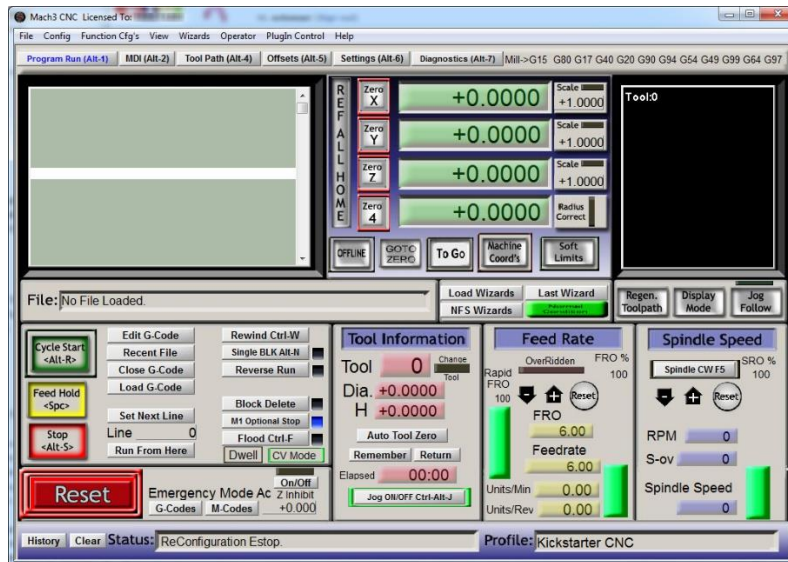 Mach3 CNC Licensed To:
File Config Function Cfg's View Wizards Operator PlugIn Control Help
Program Run (Alt-1) MDI (Alt-2) Tool Path (Alt-4) Offsets (Alt-5) Settings (Alt-6) Diagnostics (Alt-7) Mill->G15 G80 G17 G40 G20 G90 G94 G54 G49 G99 G64 G97
REF ALL HOME
Zero X +0.0000 Scale +1.0000
Zero Y +0.0000 Scale +1.0000
Zero Z +0.0000 Scale +1.0000
Zero 4 +0.0000 Radius Correct
OFFLINE GOTO ZERO To Go Machine Coord's Soft Limits
Tool:0
File: No File Loaded.
Load Wizards Last Wizard
NFS Wizards Normal Condition
Regen. Toolpath Display Mode Jog Follow
Cycle Start <Alt-R>
Feed Hold <Spc>
Stop <Alt-S>
Edit G-Code
Recent File
Close G-Code
Load G-Code
Set Next Line
Line 0
Run From Here
Rewind Ctrl-W
Single BLK Alt-N
Reverse Run
Block Delete
M1 Optional Stop
Flood Ctrl-F
Dwell CV Mode
Reset
Emergency Mode Ac
G-Codes M-Codes
On/Off
Z Inhibit
+0.000
Tool Information
Tool 0 Change Tool
Dia. +0.0000
H +0.0000
Auto Tool Zero
Remember Return
Elapsed 00:00
Jog ON/OFF Ctrl-Alt-J
Feed Rate
OverRidden FRO % 100
Rapid FRO 100
Reset
FRO
6.00
Feedrate
6.00
Units/Min 0.00
Units/Rev 0.00
Spindle Speed
Spindle CW F5 SRO % 100
Reset
RPM 0
S-ov 0
Spindle Speed
0
History Clear Status: ReConfiguration Estop. Profile: Kickstarter CNC